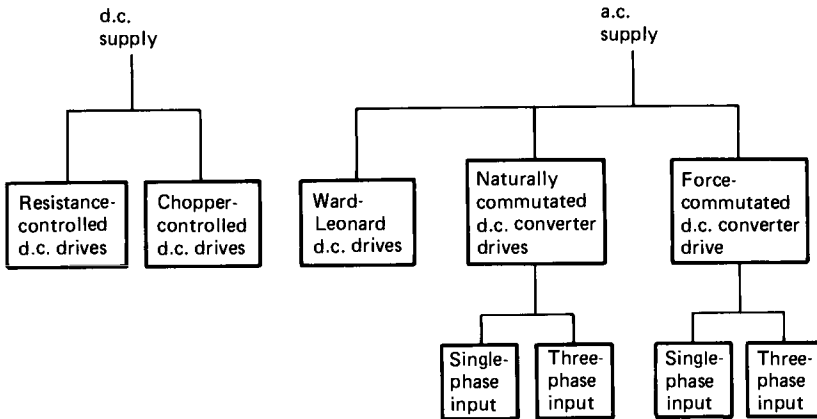 d.c.
supply
a.c.
supply
Resistance-
controlled
d.c. drives
Chopper-
controlled
d.c. drives
Ward-
Leonard
d.c. drives
Naturally
commutated
d.c. converter
drives
Force-
commutated
d.c. converter
drive
Single-
phase
input
Three-
phase
input
Single-
phase
input
Three-
phase
input